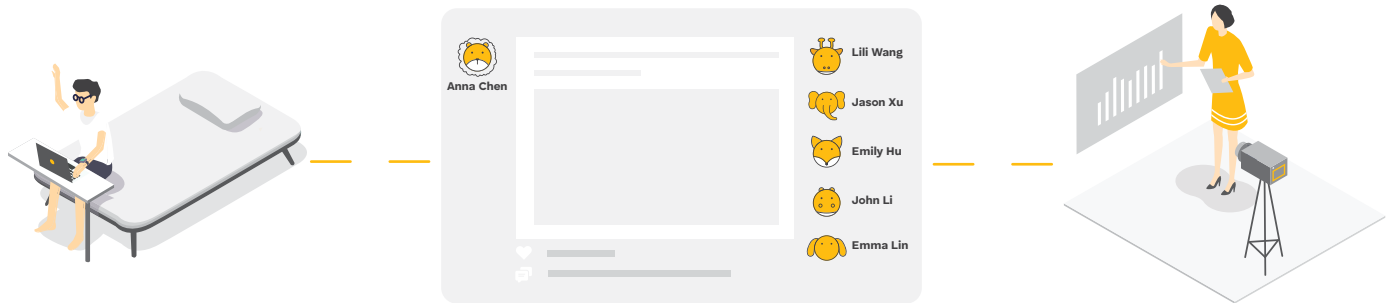 Anna Chen
Lili Wang
Jason Xu
Emily Hu
John Li
Emma Lin